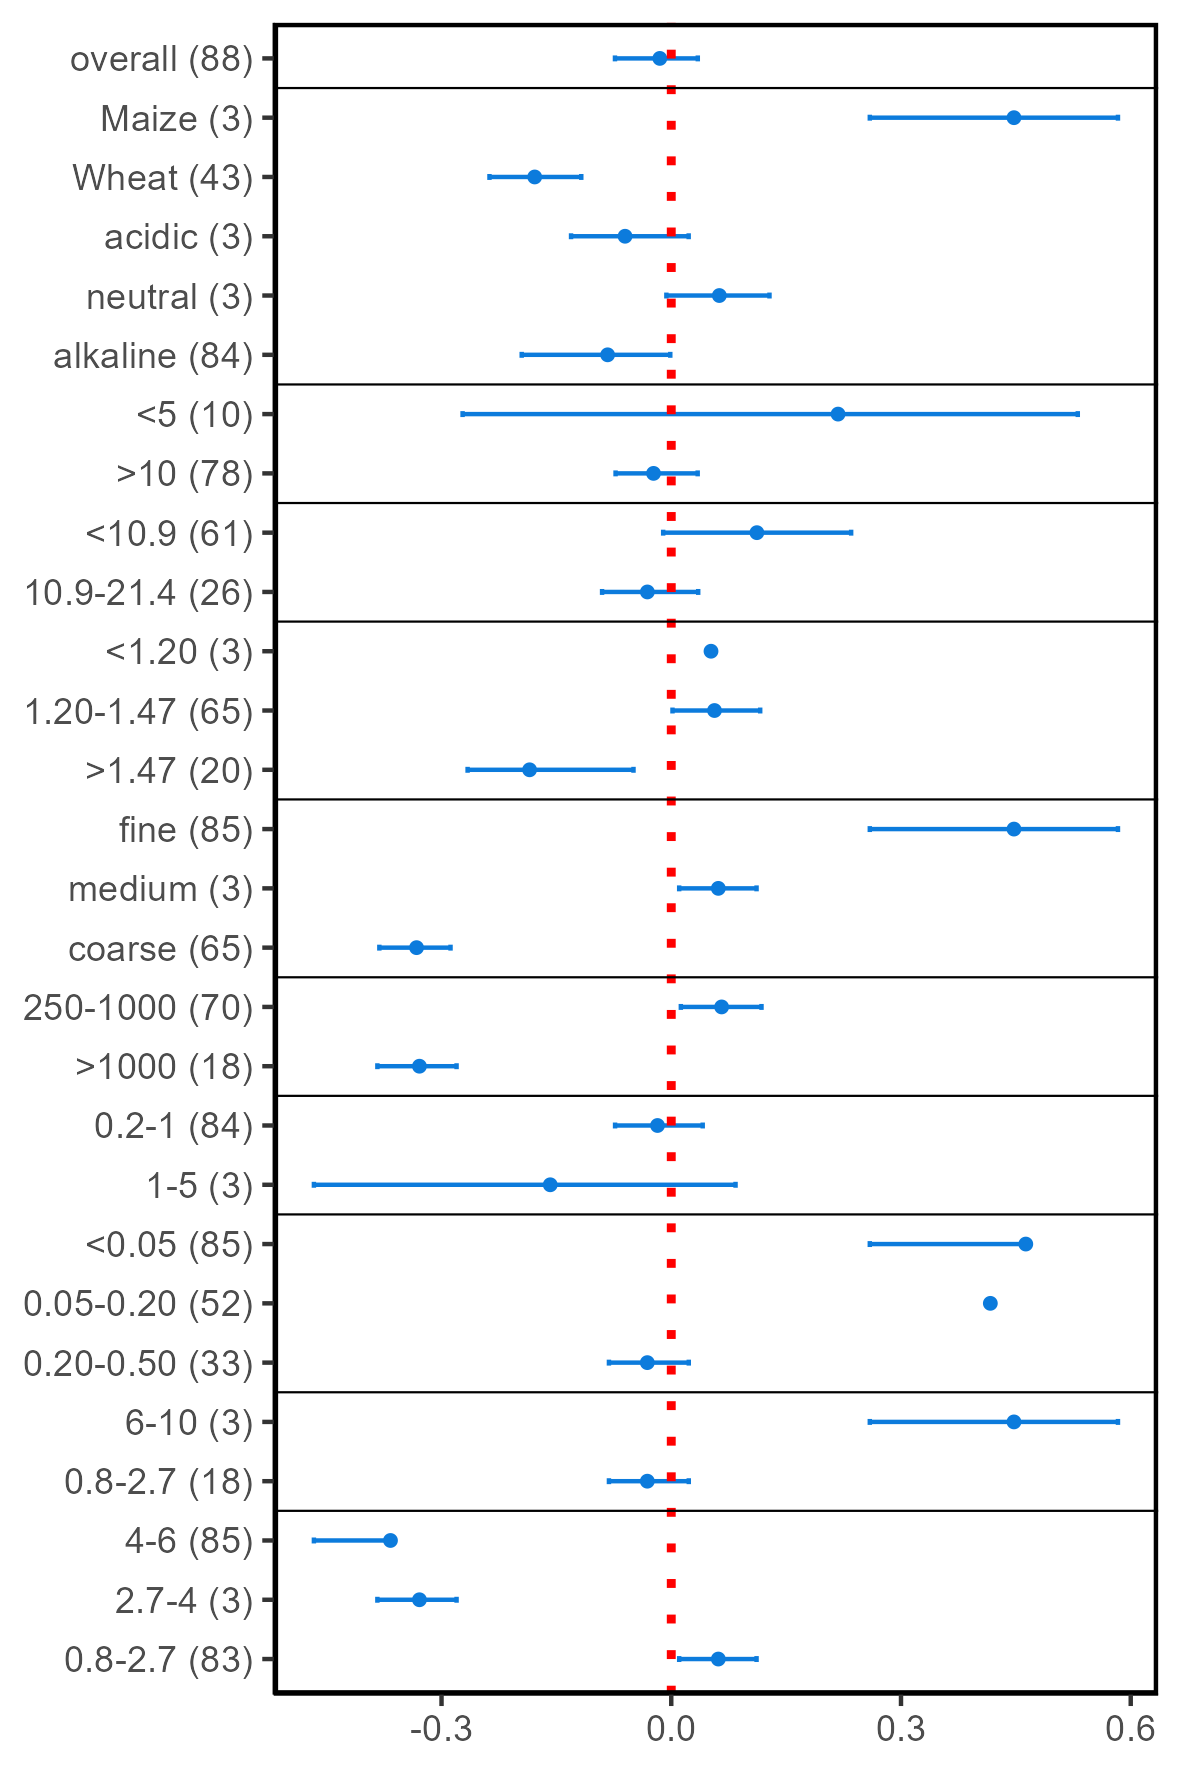 overall (88)
Maize (3)
Wheat (43)
acidic (3)
neutral (3)
alkaline (84)
<5 (10)
>10 (78)
<10.9 (61)
10.9-21.4 (26)
<1.20 (3)
1.20-1.47 (65)
>1.47 (20)
fine (85)
medium (3)
coarse (65)
250-1000 (70)
>1000 (18)
0.2-1 (84)
1-5 (3)
<0.05 (85)
0.05-0.20 (52)
0.20-0.50 (33)
6-10 (3)
0.8-2.7 (18)
4-6 (85)
2.7-4 (3)
0.8-2.7 (83)
-0.3 0.0 0.3 0.6